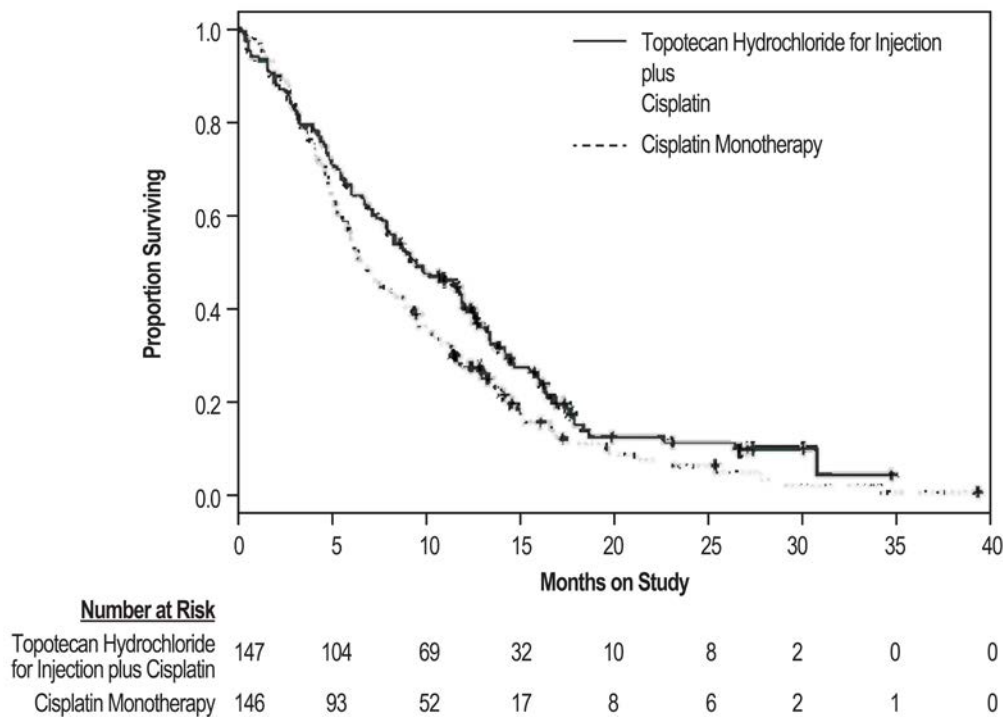 1.0
0.8
0.6
0.4
0.2
0.0
Proportion Surviving
Topotecan Hydrochloride for Injection
plus
Cisplatin
Cisplatin Monotherapy
0 5 10 15 20 25 30 35 40
Months on Study
Number at Risk
Topotecan Hydrochloride
for Injection plus Cisplatin 147 104 69 32 10 8 2 0 0
Cisplatin Monotherapy 146 93 52 17 8 6 2 1 0